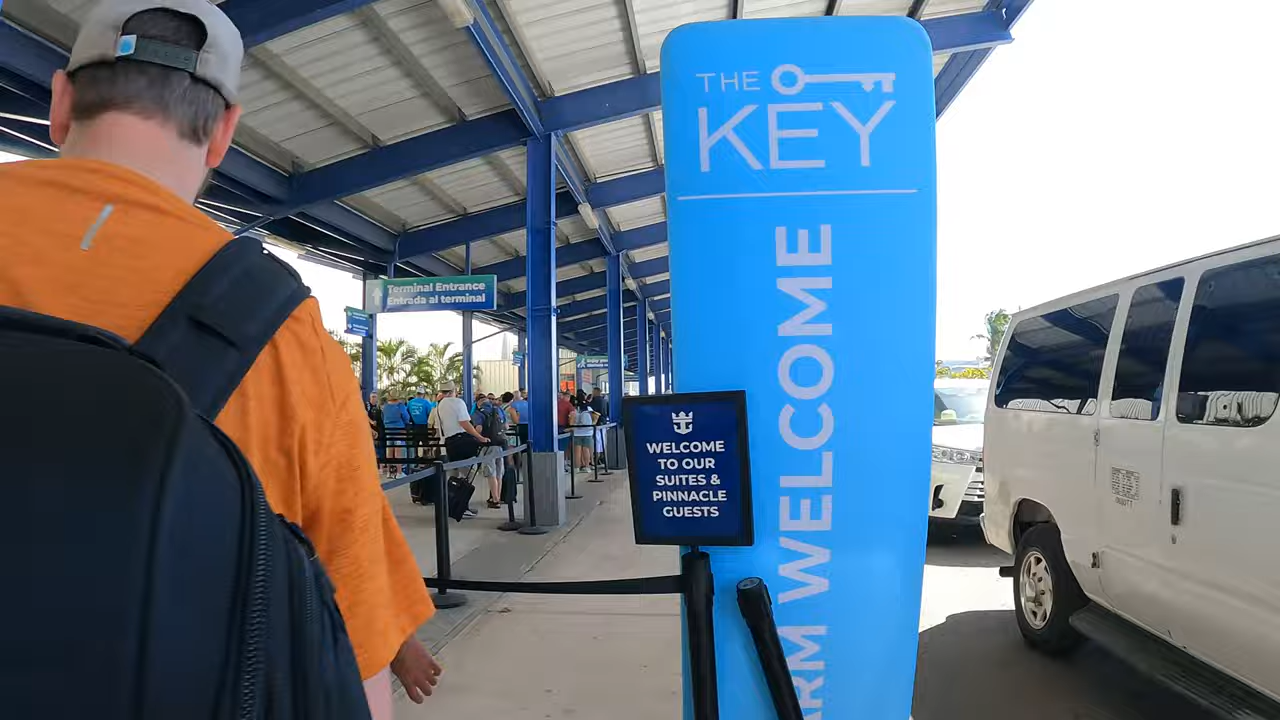 THE
KEY
WARM WELCOME
Terminal Entrance
Entrada al terminal
WELCOME
TO OUR
SUITES &
PINNACLE
GUESTS